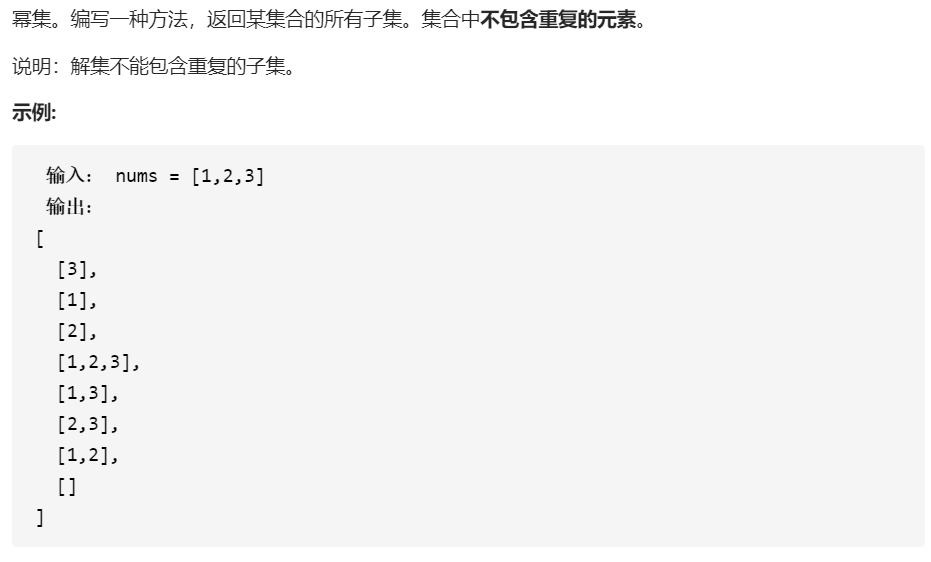 幂集。编写一种方法，返回某集合的所有子集。集合中不包含重复的元素。
说明：解集不能包含重复的子集。
示例:
输入： nums = [1,2,3]
输出：
[
[3],
[1],
[2],
[1,2,3],
[1,3],
[2,3],
[1,2],
[]
]